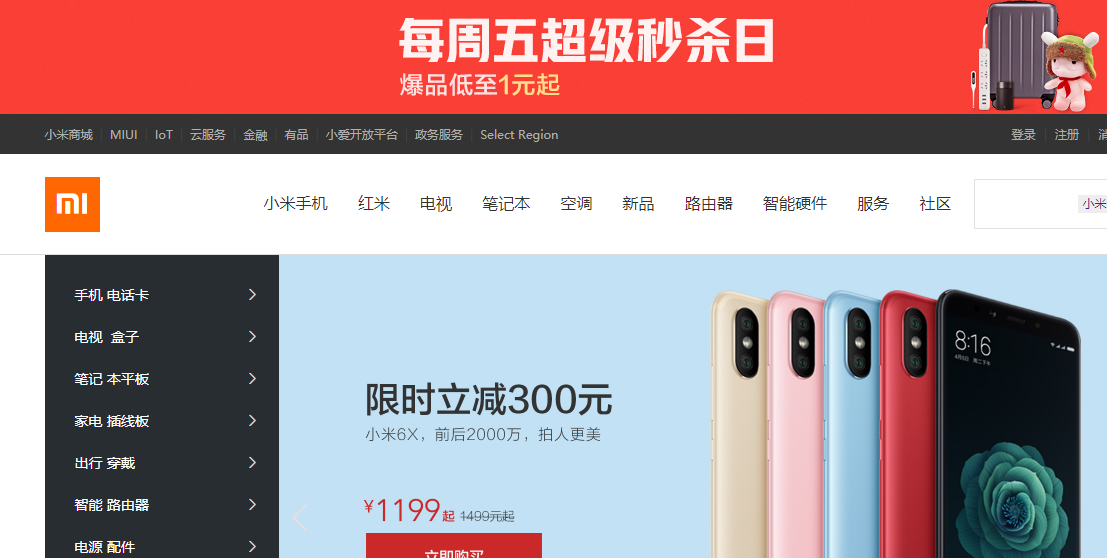 每周五超级秒杀日
爆品低至1元起
小米商城 MIUI IoT 云服务 金融 有品 小爱开放平台 政务服务 Select Region 登录 注册 消
MI 小米手机 红米 电视 笔记本 空调 新品 路由器 智能硬件 服务 社区 小米
手机 电话卡
电视 盒子
笔记 本平板
家电 插线板
出行 穿戴
智能 路由器
电源 配件
限时立减300元
小米6X，前后2000万，拍人更美
¥1199起 1499元起
立即购买
8:16